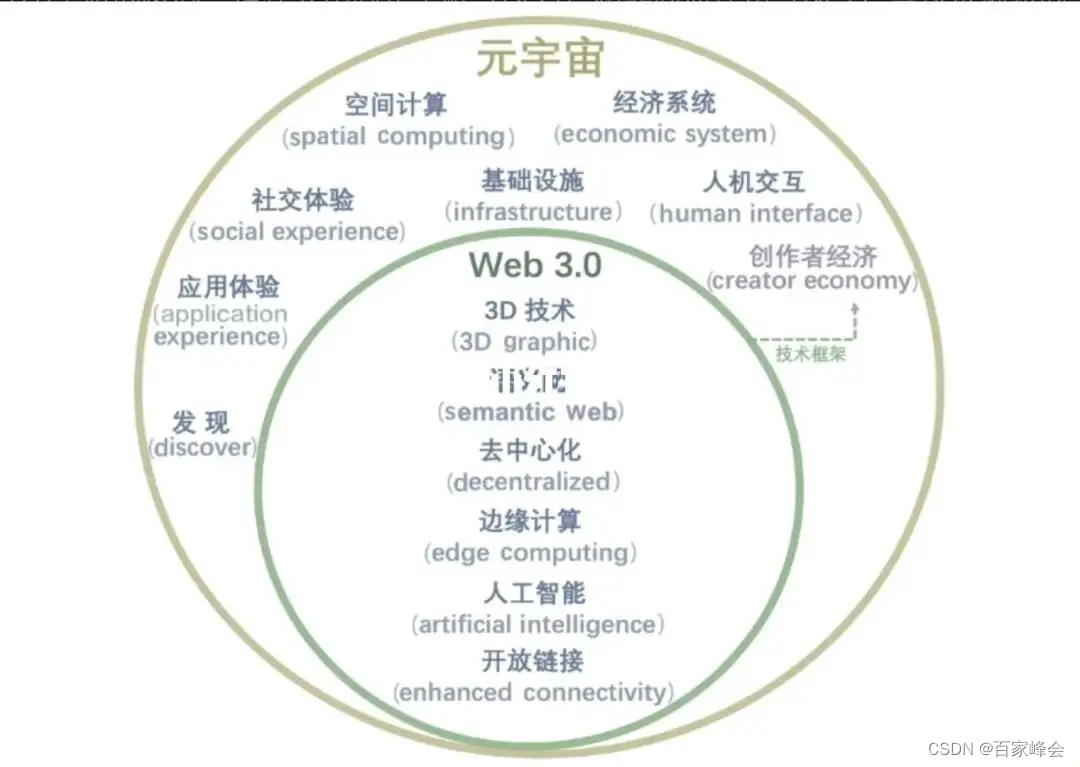 元宇宙
空间计算
(spatial computing)
经济系统
(economic system)
基础设施
(infrastructure)
人机交互
(human interface)
社交体验
(social experience)
创作者经济
(creator economy)
应用体验
(application
experience)
技术框架
发 现
(discover)
Web 3.0
3D 技术
(3D graphic)
(semantic Web)
去中心化
(decentralized)
边缘计算
(edge computing)
人工智能
(artificial intelligence)
开放链接
(enhanced connectivity)
CSDN @百家峰会